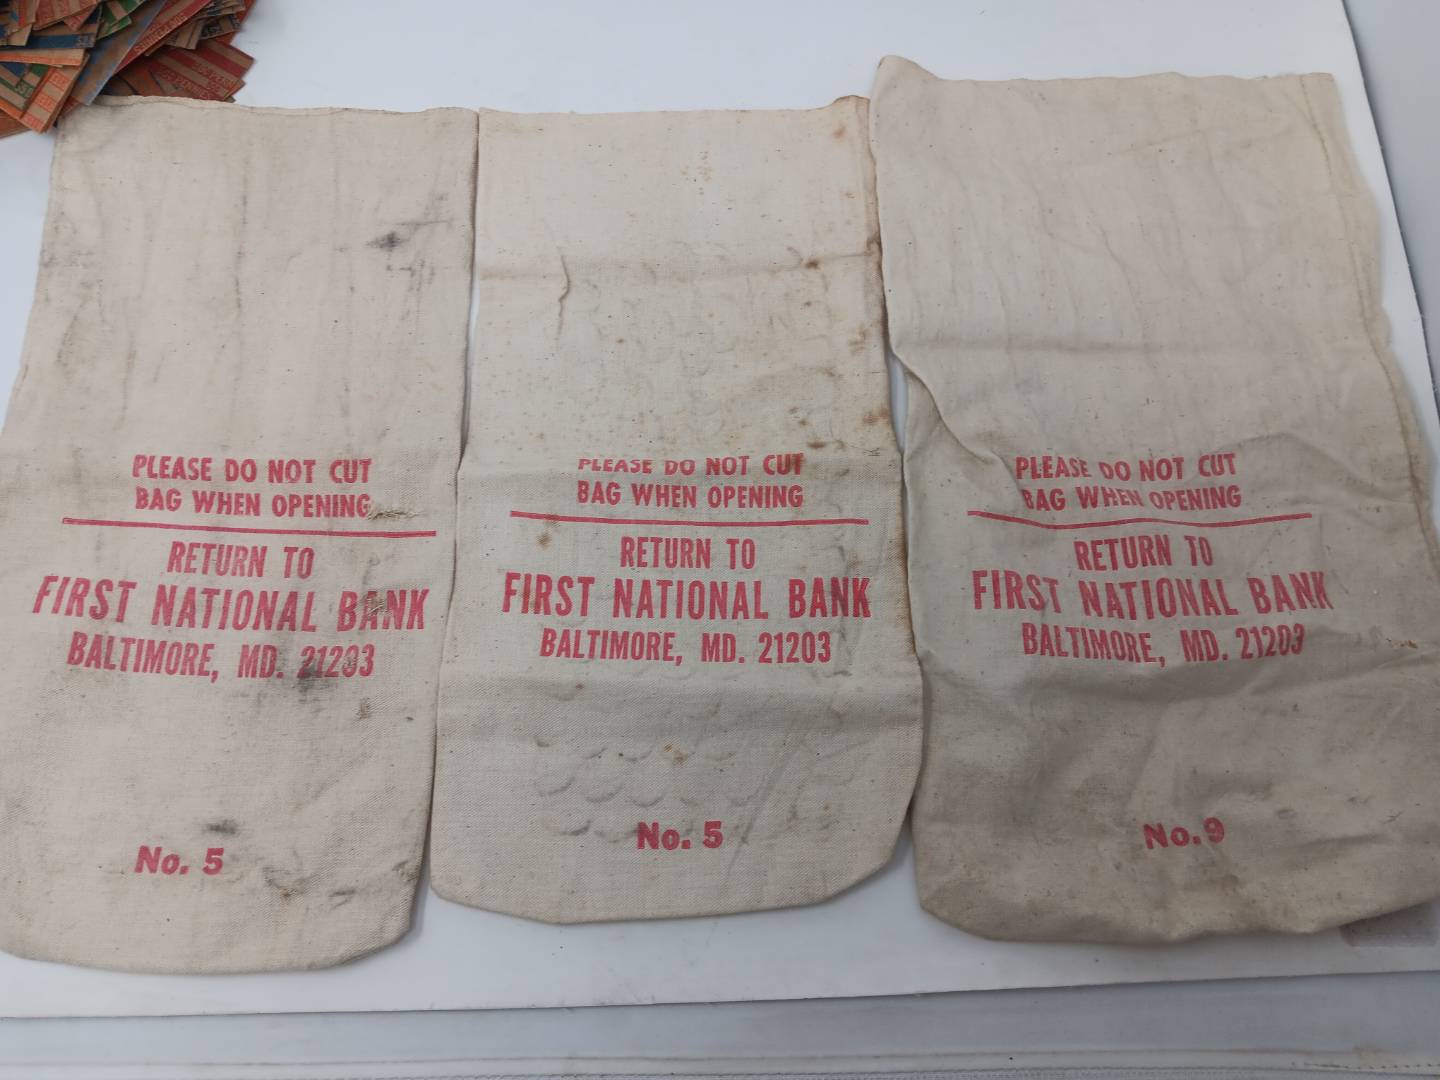 PLEASE DO NOT CUT
BAG WHEN OPENING
RETURN TO
FIRST NATIONAL BANK
BALTIMORE, MD. 21203
No. 5
PLEASE DO NOT CUT
BAG WHEN OPENING
RETURN TO
FIRST NATIONAL BANK
BALTIMORE, MD. 21203
No. 5
PLEASE DO NOT CUT
BAG WHEN OPENING
RETURN TO
FIRST NATIONAL BANK
BALTIMORE, MD. 21203
No. 9